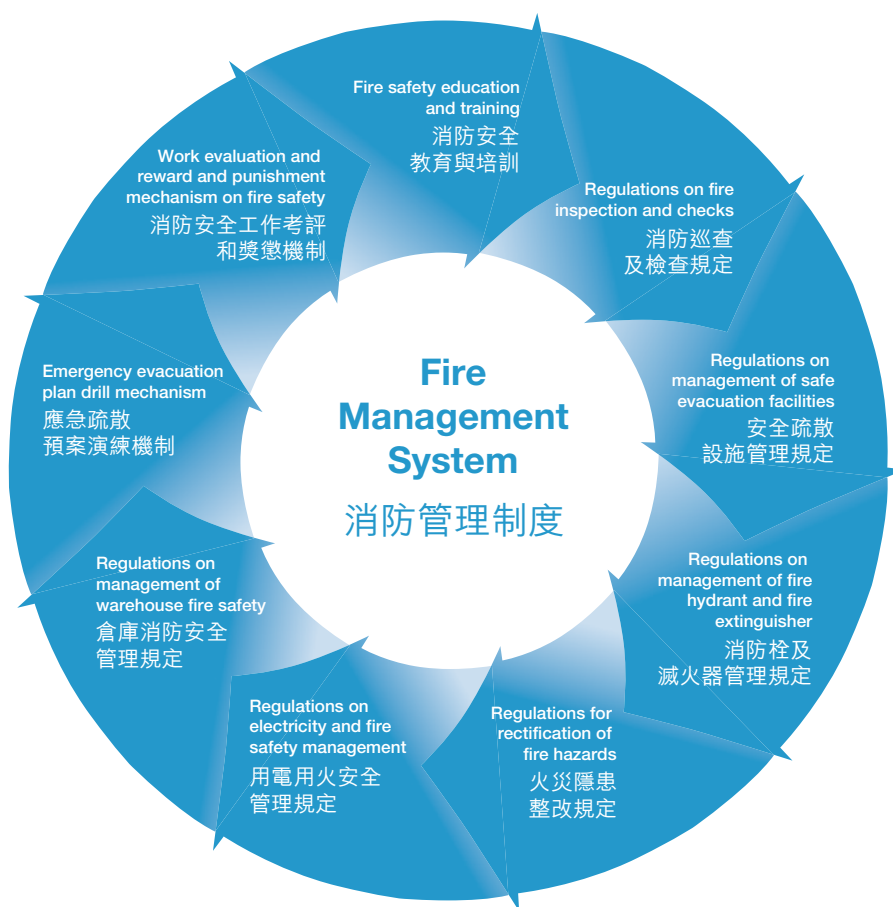 Fire safety education
and training
消防安全
教育與培訓
Regulations on fire
inspection and checks
消防巡查
及檢查規定
Regulations on
management of safe
evacuation facilities
安全疏散
設施管理規定
Regulations on
management of fire
hydrant and fire
extinguisher
消防栓及
滅火器管理規定
Regulations for
rectification of
fire hazards
火災隱患
整改規定
Regulations on
electricity and fire
safety management
用電用火安全
管理規定
Regulations on
management of
warehouse fire safety
倉庫消防安全
管理規定
Emergency evacuation
plan drill mechanism
應急疏散
預案演練機制
Work evaluation and
reward and punishment
mechanism on fire safety
消防安全工作考評
和獎懲機制
Fire
Management
System
消防管理制度